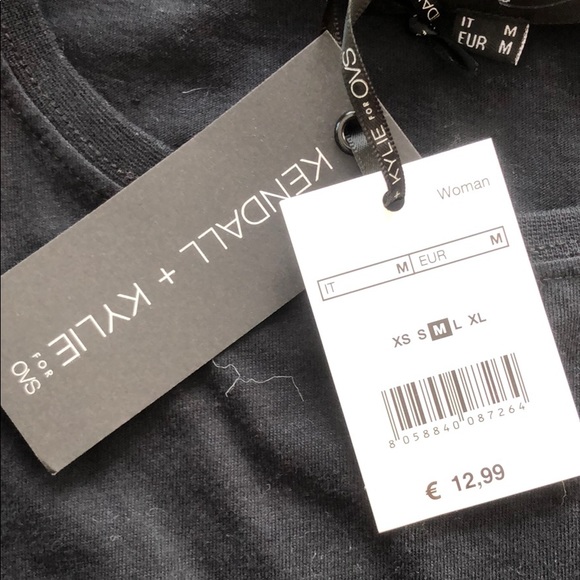 IT M
EUR M
KYLIE FOR OVS
KENDALL + KYLIE
FOR
OVS
Woman
IT M EUR M
XS S M L XL
8 058840 087264
€ 12,99